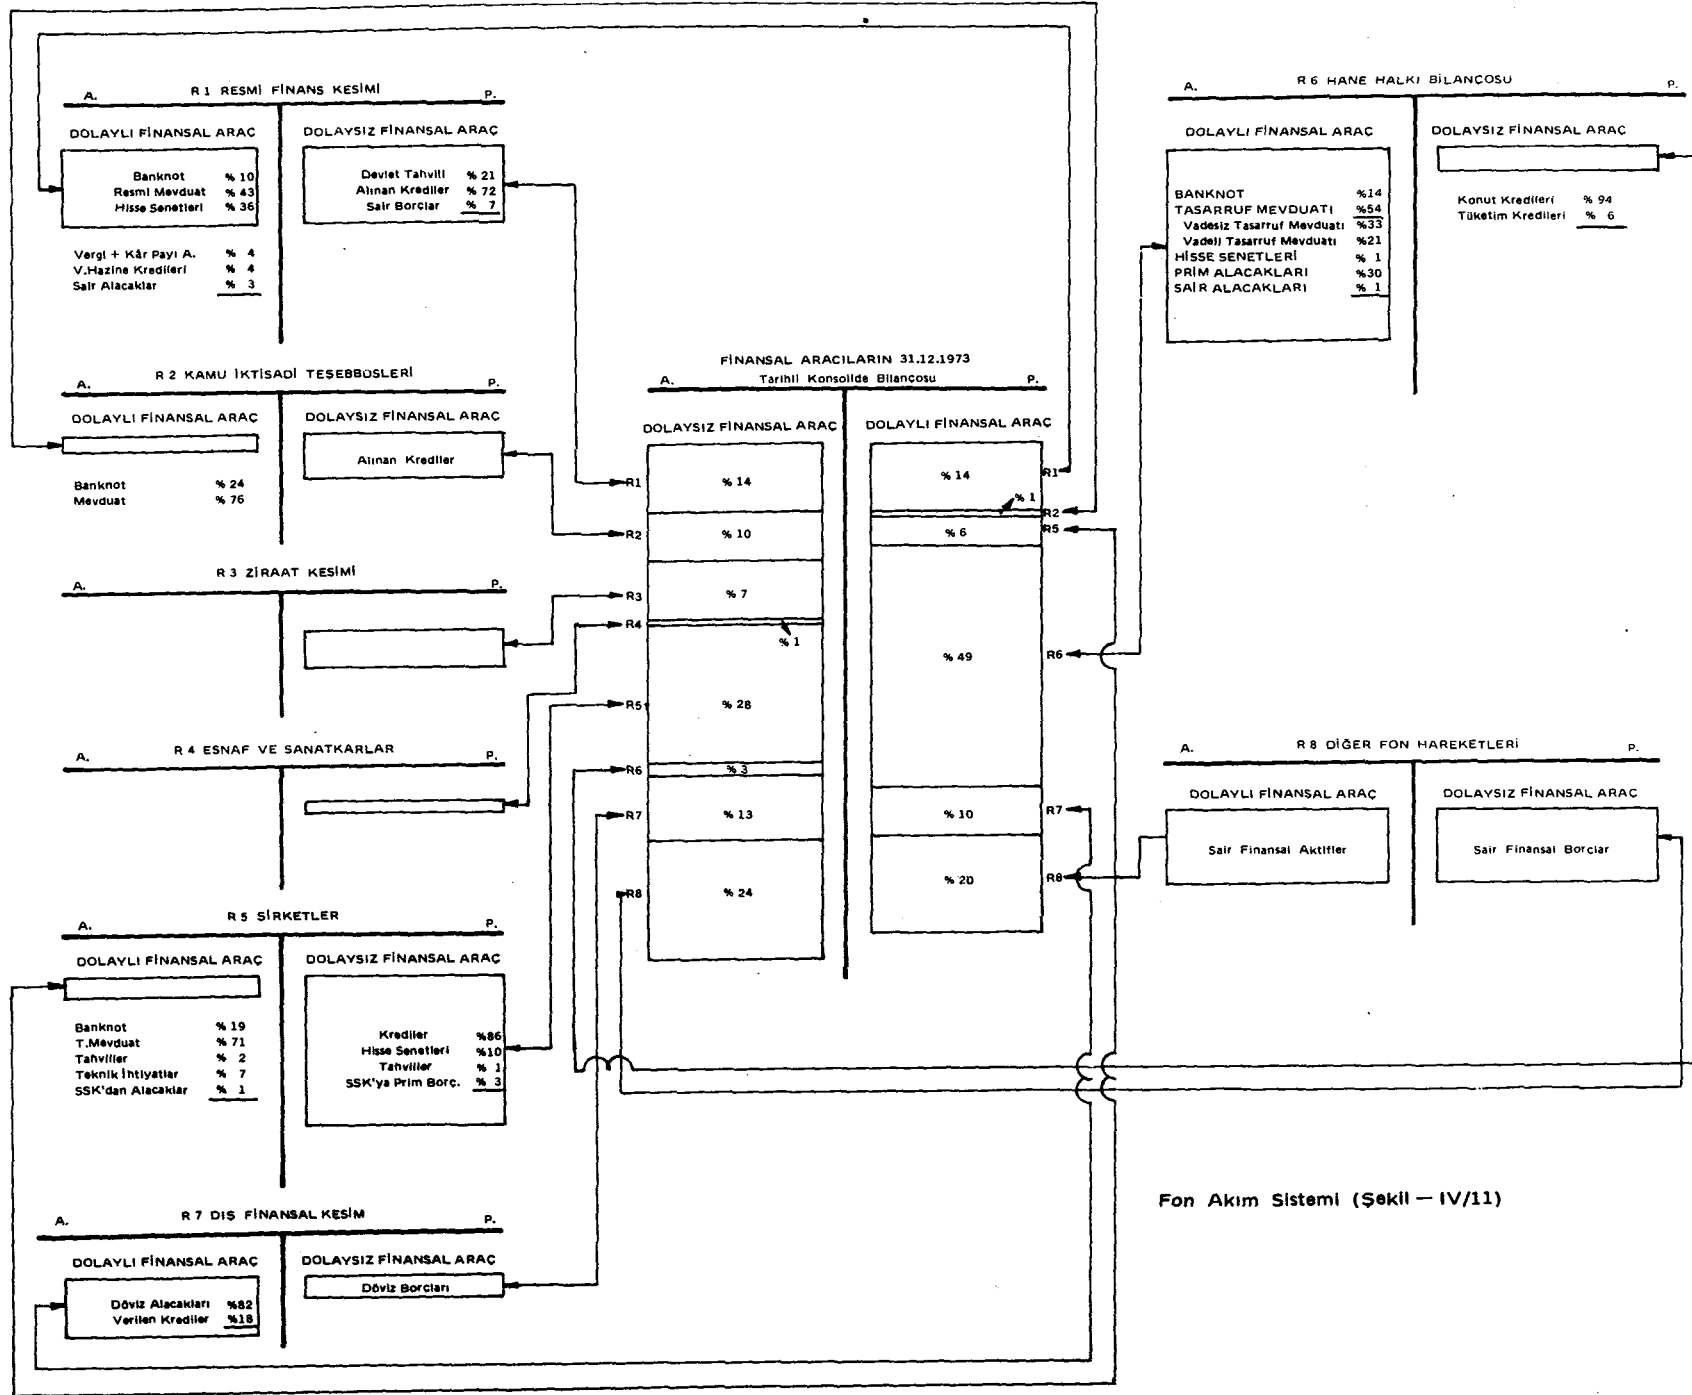 R 1 RESMİ FİNANS KESİMİ
A. P.
DOLAYLI FİNANSAL ARAÇ
Banknot % 10
Resmi Mevduat % 43
Hisse Senetleri % 36
Vergi + Kâr Payı A. % 4
V.Hazine Kredileri % 4
Sair Alacaklar % 3
DOLAYSIZ FİNANSAL ARAÇ
Devlet Tahvili % 21
Alınan Krediler % 72
Sair Borçlar % 7
R 2 KAMU İKTİSADİ TEŞEBBÜSLERİ
A. P.
DOLAYLI FİNANSAL ARAÇ
Banknot % 24
Mevduat % 76
DOLAYSIZ FİNANSAL ARAÇ
Alınan Krediler
R 3 ZİRAAT KESİMİ
A. P.
R 4 ESNAF VE SANATKARLAR
A. P.
R 5 SİRKETLER
A. P.
DOLAYLI FİNANSAL ARAÇ
Banknot % 19
T.Mevduat % 71
Tahviller % 2
Teknik İhtiyatlar % 7
SSK'dan Alacaklar % 1
DOLAYSIZ FİNANSAL ARAÇ
Krediler %86
Hisse Senetleri %10
Tahviller % 1
SSK'ya Prim Borç. % 3
R 7 DIŞ FİNANSAL KESİM
A. P.
DOLAYLI FİNANSAL ARAÇ
Döviz Alacakları %82
Verilen Krediler %18
DOLAYSIZ FİNANSAL ARAÇ
Döviz Borçları
FİNANSAL ARACILARIN 31.12.1973
Tarihli Konsolide Bilançosu
A. P.
DOLAYSIZ FİNANSAL ARAÇ
R1 % 14
R2 % 10
R3 % 7
R4 % 1
R5 % 28
R6 % 3
R7 % 13
R8 % 24
DOLAYLI FİNANSAL ARAÇ
% 14 R1
% 1 R2
% 6 R5
% 49 R6
% 10 R7
% 20 R8
R 6 HANE HALKI BİLANÇOSU
A. P.
DOLAYLI FİNANSAL ARAÇ
BANKNOT %14
TASARRUF MEVDUATI %54
Vadesiz Tasarruf Mevduatı %33
Vadeli Tasarruf Mevduatı %21
HİSSE SENETLERİ % 1
PRİM ALACAKLARI %30
SAİR ALACAKLARI % 1
DOLAYSIZ FİNANSAL ARAÇ
Konut Kredileri % 94
Tüketim Kredileri % 6
R 8 DİĞER FON HAREKETLERİ
A. P.
DOLAYLI FİNANSAL ARAÇ
Sair Finansal Aktifler
DOLAYSIZ FİNANSAL ARAÇ
Sair Finansal Borçlar
Fon Akım Sistemi (Şekil — IV/11)